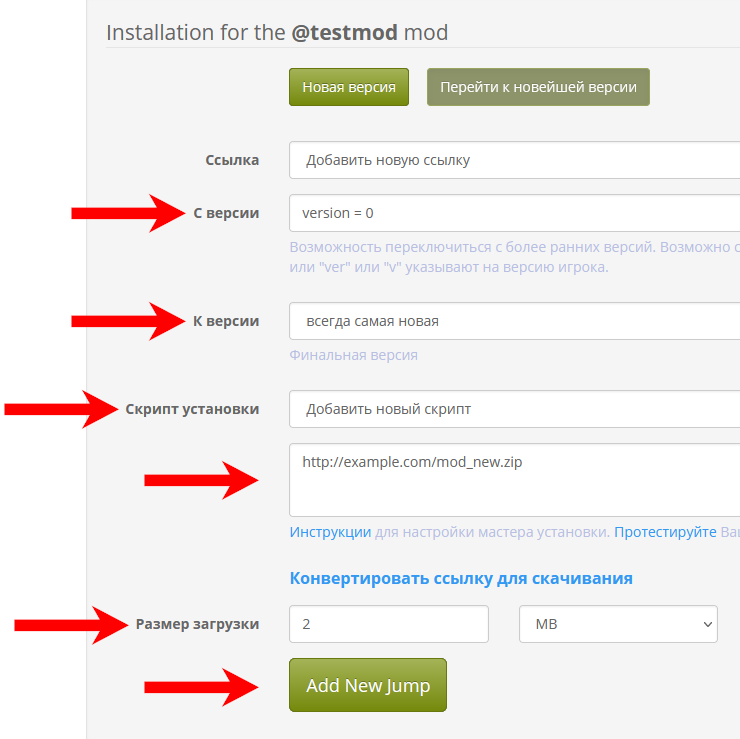 Installation for the @testmod mod
Новая версия
Перейти к новейшей версии
Ссылка
Добавить новую ссылку
С версии
version = 0
Возможность переключиться с более ранних версий. Возможно
или "ver" или "v" указывают на версию игрока.
К версии
всегда самая новая
Финальная версия
Скрипт установки
Добавить новый скрипт
http://example.com/mod_new.zip
Инструкции для настройки мастера установки. Протестируйте
Конвертировать ссылку для скачивания
Размер загрузки
2
MB
Add New Jump